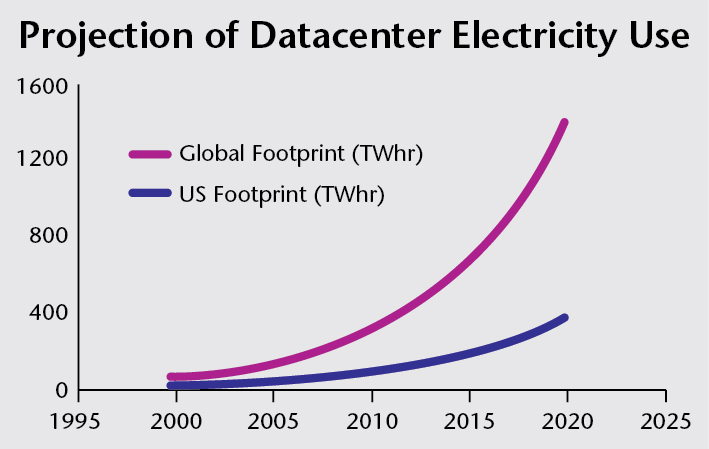 Projection of Datacenter Electricity Use
1600
1200
800
400
0
Global Footprint (TWhr)
US Footprint (TWhr)
1995 2000 2005 2010 2015 2020 2025